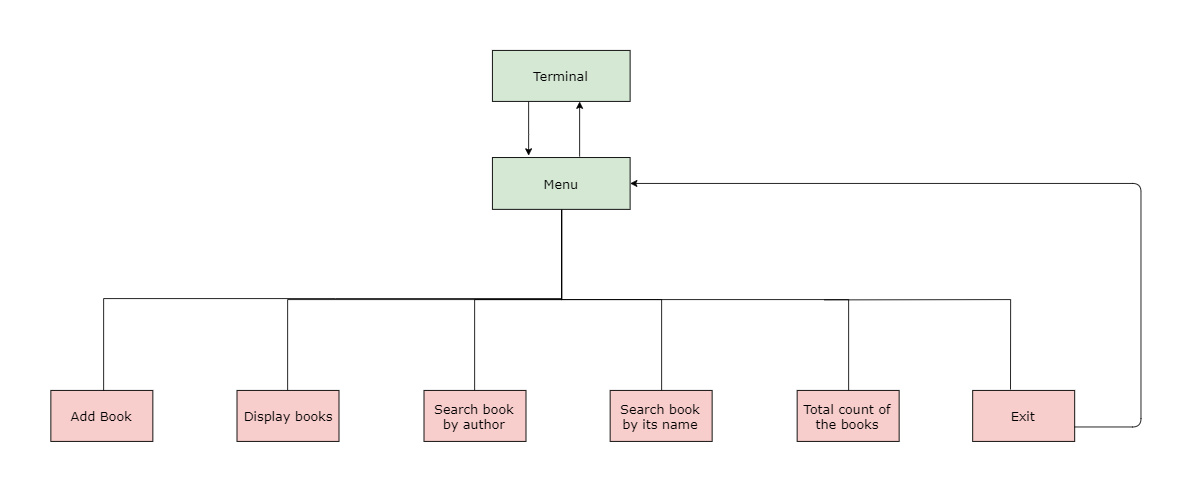 Terminal
Menu
Add Book
Display books
Search book
by author
Search book
by its name
Total count of
the books
Exit